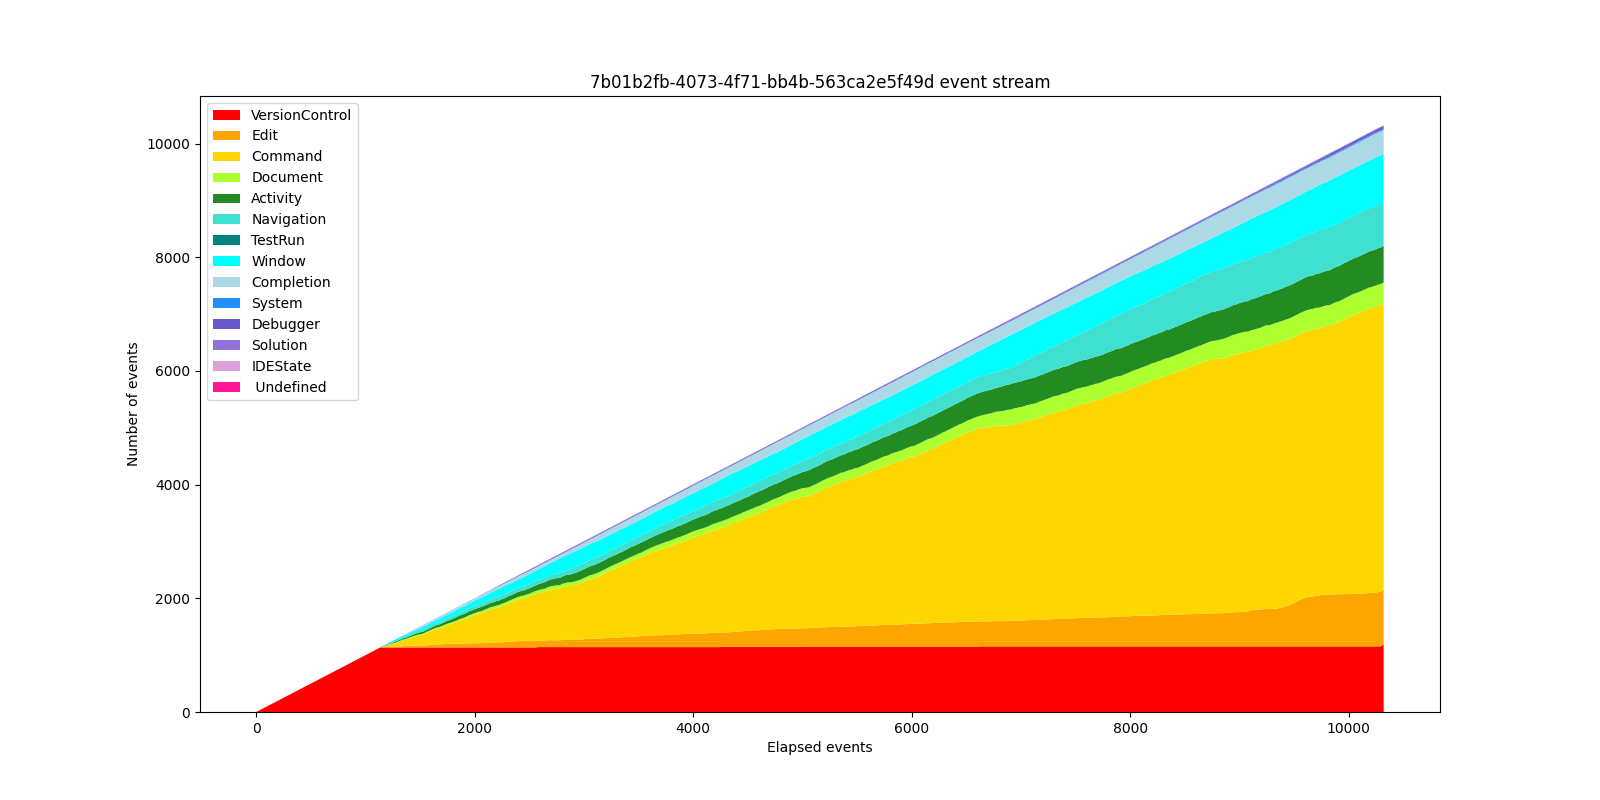 7b01b2fb-4073-4f71-bb4b-563ca2e5f49d event stream
VersionControl
Edit
Command
Document
Activity
Navigation
TestRun
Window
Completion
System
Debugger
Solution
IDEState
Undefined
Number of events
10000
8000
6000
4000
2000
0
0 2000 4000 6000 8000 10000
Elapsed events